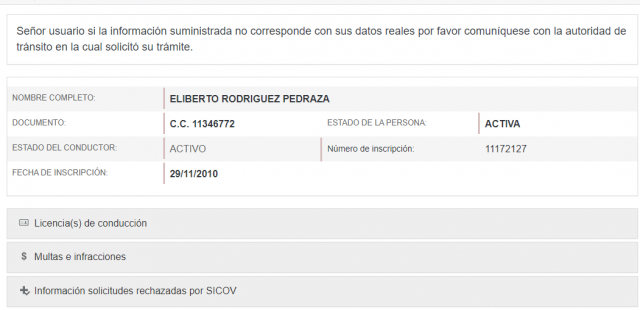 Señor usuario si la información suministrada no corresponde con sus datos reales por favor comuníquese con la autoridad de
tránsito en la cual solicitó su trámite.
NOMBRE COMPLETO: ELIBERTO RODRIGUEZ PEDRAZA
DOCUMENTO: C.C. 11346772 ESTADO DE LA PERSONA: ACTIVA
ESTADO DEL CONDUCTOR: ACTIVO Número de inscripción: 11172127
FECHA DE INSCRIPCIÓN: 29/11/2010
Licencia(s) de conducción
$ Multas e infracciones
Información solicitudes rechazadas por SICOV